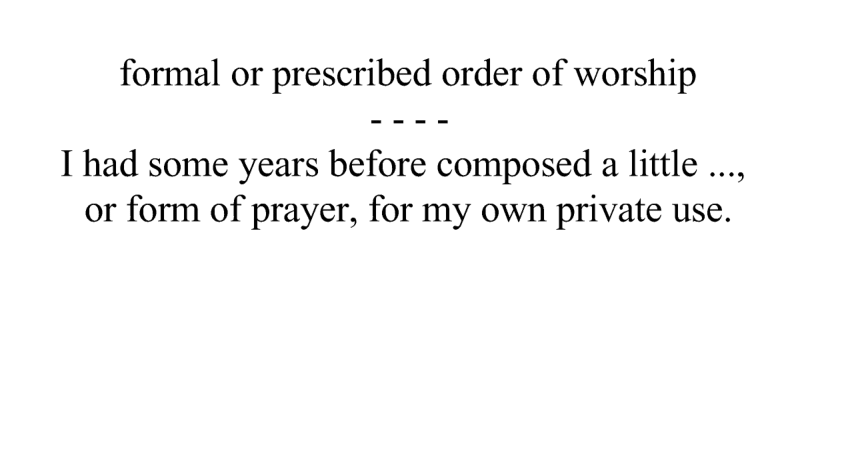 formal or prescribed order of worship
- - - -
I had some years before composed a little ...,
or form of prayer, for my own private use.